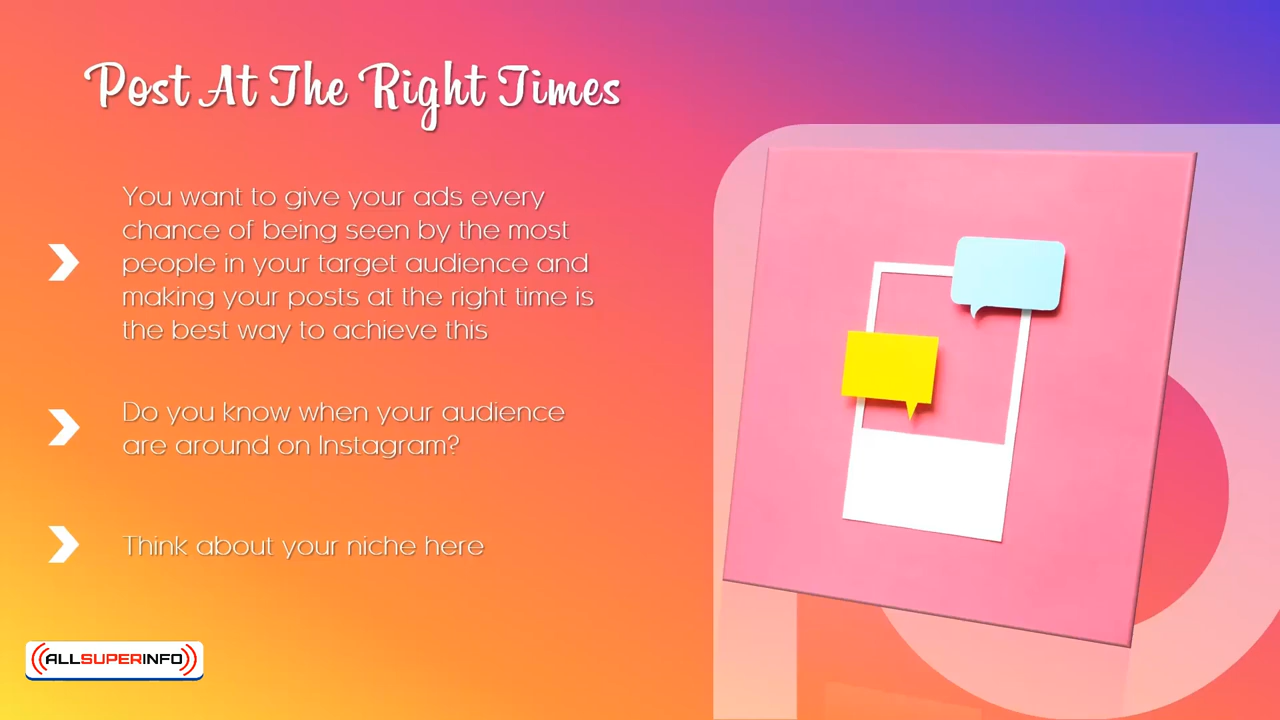 Post At The Right Times
You want to give your ads every
chance of being seen by the most
people in your target audience and
making your posts at the right time is
the best way to achieve this
Do you know when your audience
are around on Instagram?
Think about your niche here
ALLSUPERINFO